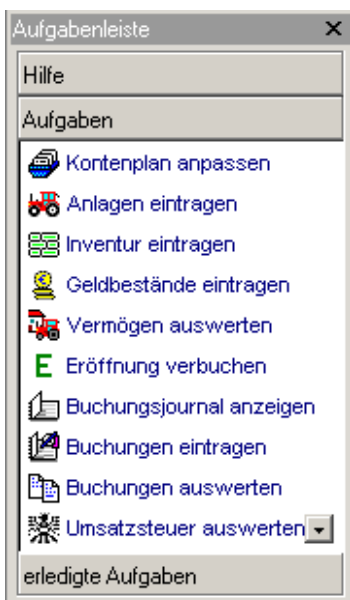 Aufgabenleiste
Hilfe
Aufgaben
Kontenplan anpassen
Anlagen eintragen
Inventur eintragen
Geldbestände eintragen
Vermögen auswerten
E Eröffnung verbuchen
Buchungsjournal anzeigen
Buchungen eintragen
Buchungen auswerten
Umsatzsteuer auswerten
erledigte Aufgaben